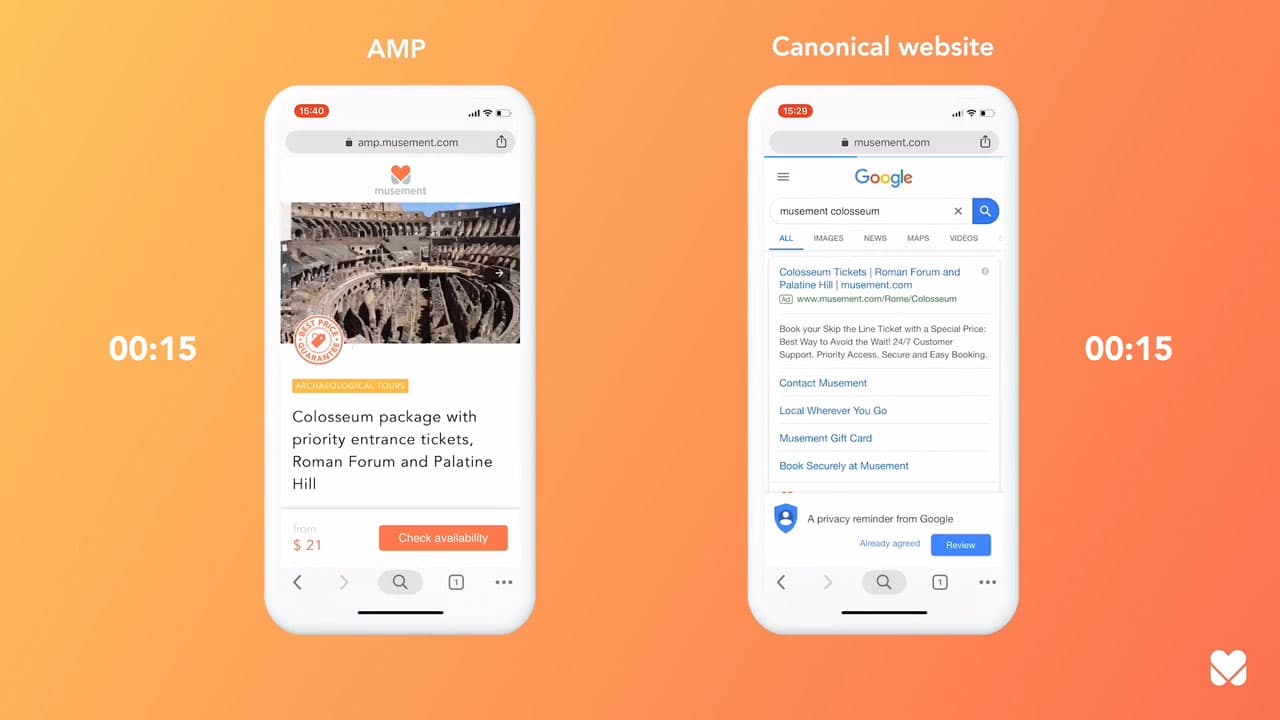 AMP
Canonical website
15:40
amp.musement.com
musement
BEST PRICE
GUARANTEE
ARCHAEOLOGICAL TOURS
Colosseum package with
priority entrance tickets,
Roman Forum and Palatine
Hill
from
$ 21
Check availability
1
00:15
15:29
musement.com
Google
musement colosseum
ALL
IMAGES
NEWS
MAPS
VIDEOS
Colosseum Tickets | Roman Forum and
Palatine Hill | musement.com
Ad www.musement.com/Rome/Colosseum
Book your Skip the Line Ticket with a Special Price:
Best Way to Avoid the Wait! 24/7 Customer
Support. Priority Access. Secure and Easy Booking.
Contact Musement
Local Wherever You Go
Musement Gift Card
Book Securely at Musement
A privacy reminder from Google
Already agreed
Review
1
00:15